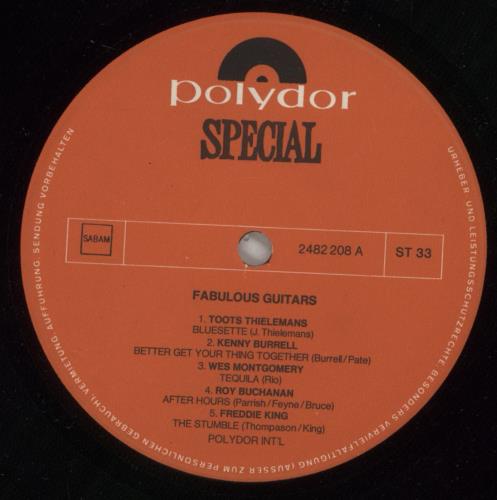 polydor
SPECIAL
SABAM
2482 208 A
ST 33
FABULOUS GUITARS
1. TOOTS THIELEMANS
BLUESETTE (J. Thielemans)
2. KENNY BURRELL
BETTER GET YOUR THING TOGETHER (Burrell/Pate)
3. WES MONTGOMERY
TEQUILA (Rio)
4. ROY BUCHANAN
AFTER HOURS (Parrish/Feyne/Bruce)
5. FREDDIE KING
THE STUMBLE (Thompason/King)
POLYDOR INT'L
URHEBER- UND LEISTUNGSSCHUTZRECHTE, BESONDERS VERVIELFÄLTIGUNG (AUSSER ZUM PERSÖNLICHEN GEBRAUCH), VERMIETUNG, AUFFÜHRUNG, SENDUNG VORBEHALTEN